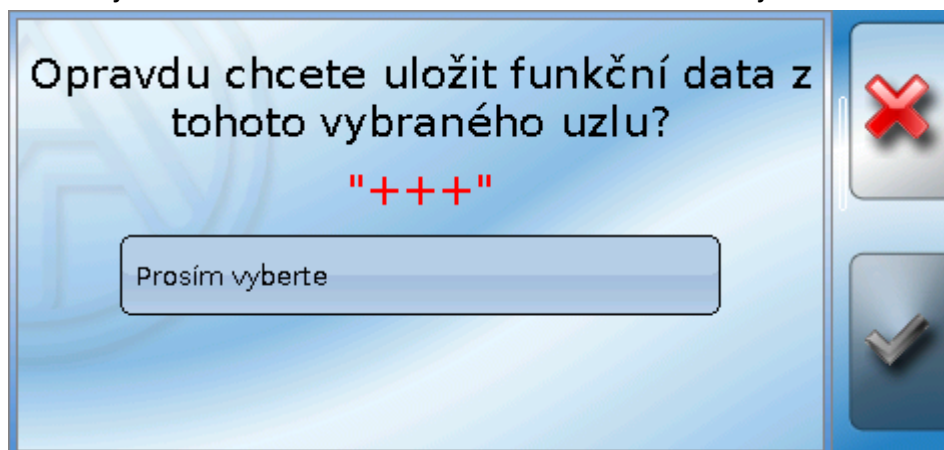 Opravdu chcete uložit funkční data z
tohoto vybraného uzlu?
"+++"
Prosím vyberte